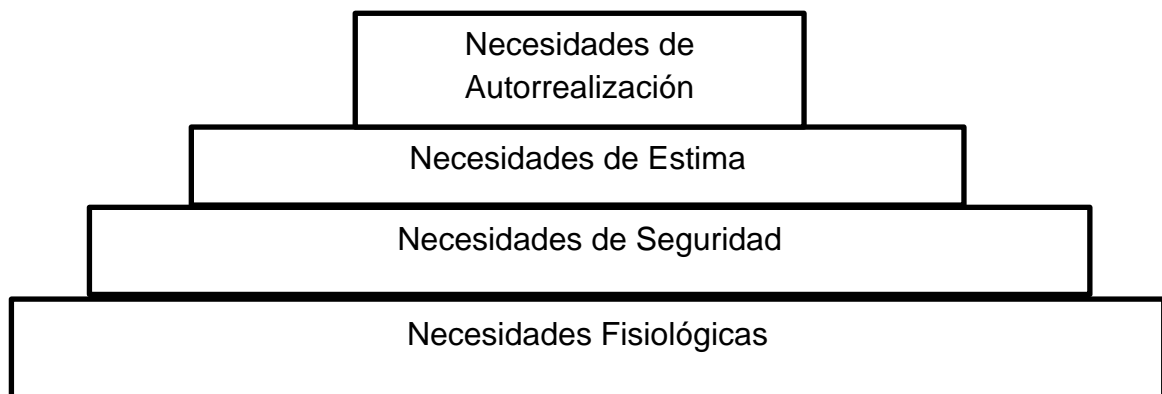 Necesidades de
Autorrealización
Necesidades de Estima
Necesidades de Seguridad
Necesidades Fisiológicas